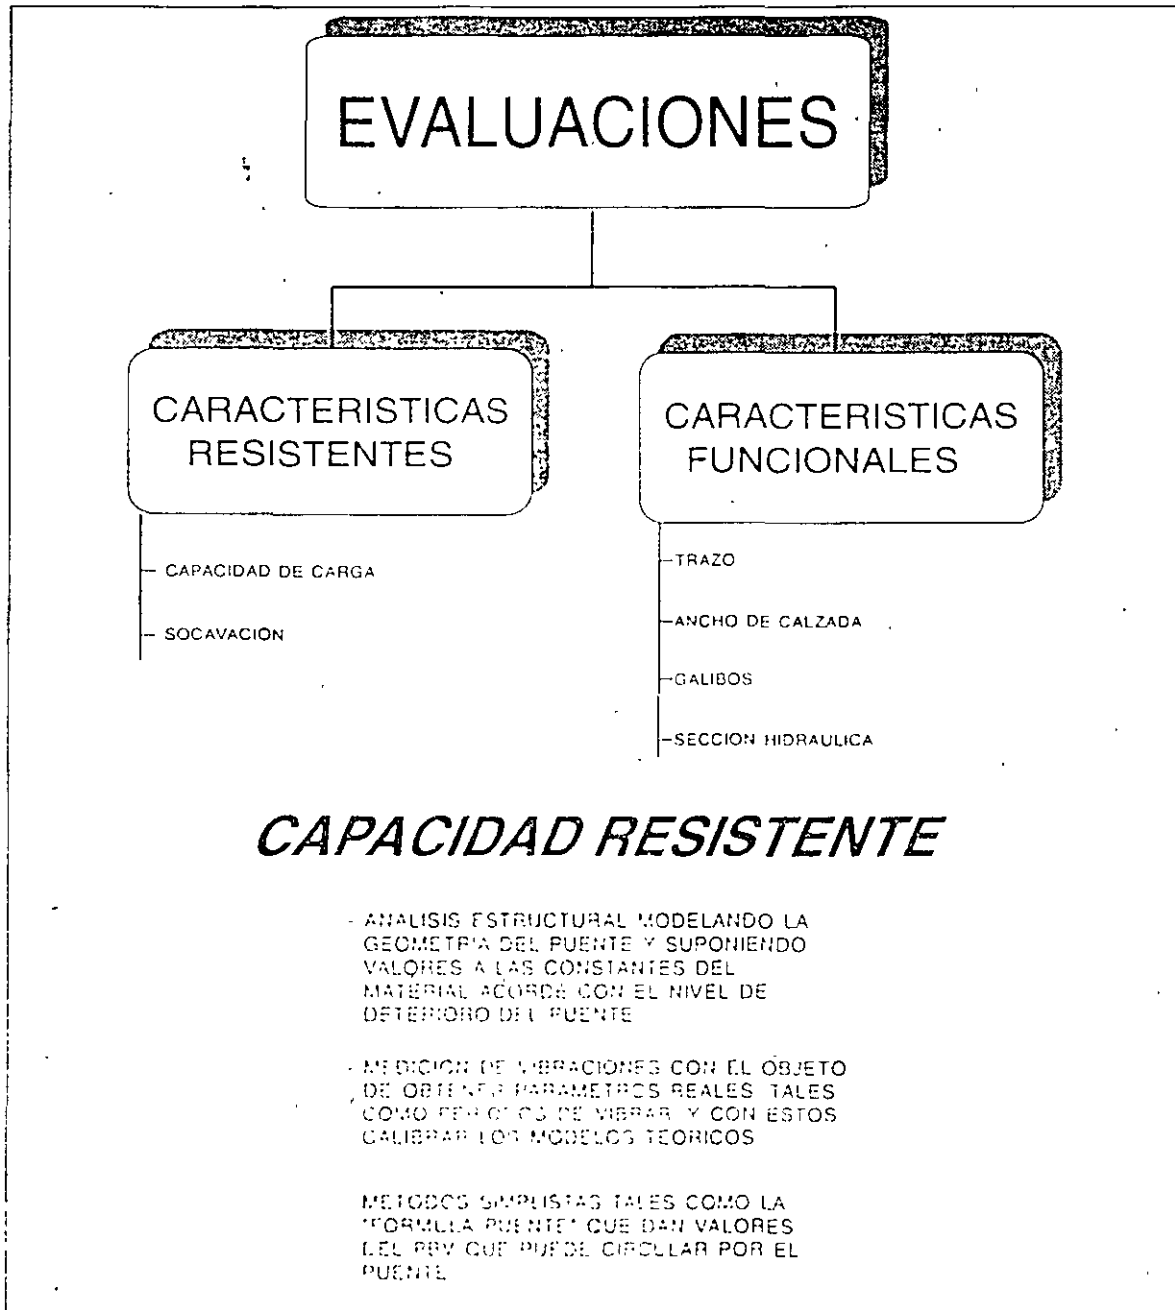 EVALUACIONES
CARACTERISTICAS
RESISTENTES
- CAPACIDAD DE CARGA
- SOCAVACIÓN
CARACTERISTICAS
FUNCIONALES
-TRAZO
-ANCHO DE CALZADA
-GALIBOS
-SECCION HIDRAULICA
CAPACIDAD RESISTENTE
- ANALISIS ESTRUCTURAL MODELANDO LA
GEOMETRIA DEL PUENTE Y SUPONIENDO
VALORES A LAS CONSTANTES DEL
MATERIAL ACORDE CON EL NIVEL DE
DETERIORO DEL PUENTE
- MEDICION DE VIBRACIONES CON EL OBJETO
DE OBTENER PARAMETROS REALES TALES
COMO PERIODOS DE VIBRAR Y CON ESTOS
CALIBRAR LOS MODELOS TEORICOS
METODOS SIMPLISTAS TALES COMO LA
"FORMULA PUENTE" QUE DAN VALORES
DEL PBV QUE PUEDE CIRCULAR POR EL
PUENTE